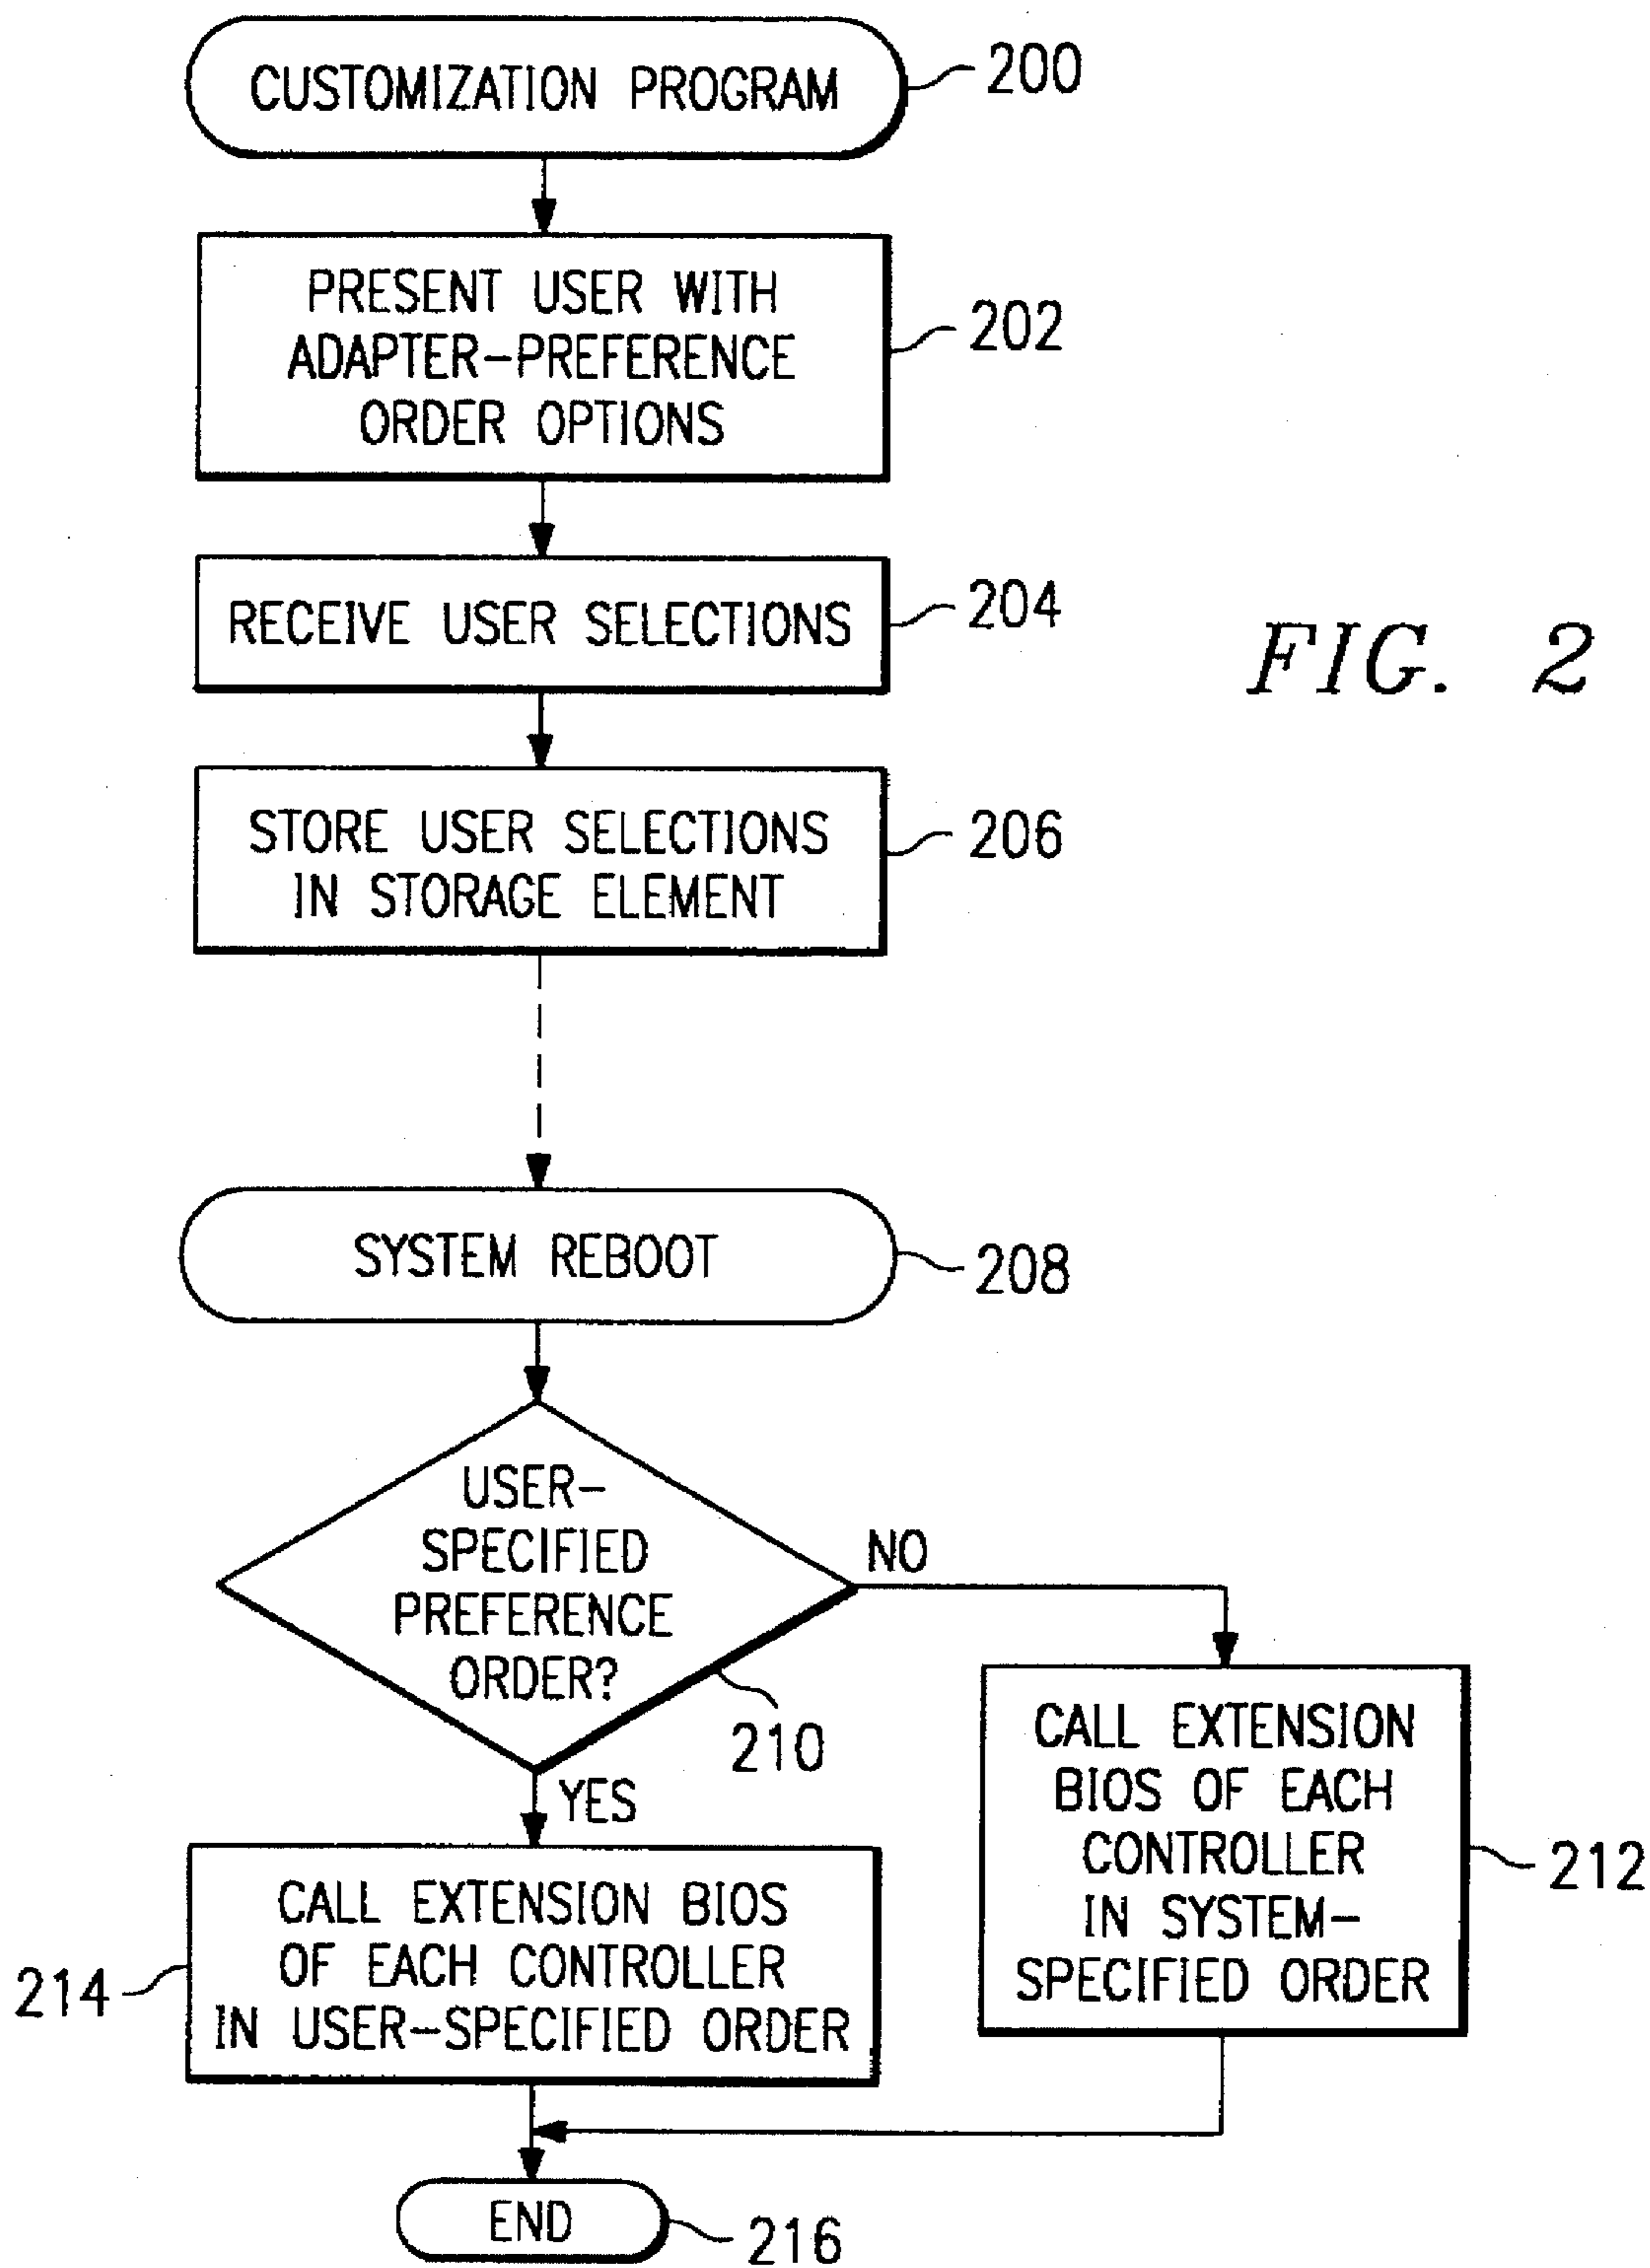 CUSTOMIZATION PROGRAM
200
PRESENT USER WITH
ADAPTER-PREFERENCE
ORDER OPTIONS
202
RECEIVE USER SELECTIONS
204
FIG. 2
STORE USER SELECTIONS
IN STORAGE ELEMENT
206
SYSTEM REBOOT
208
USER-
SPECIFIED
PREFERENCE
ORDER?
210
NO
YES
CALL EXTENSION
BIOS OF EACH
CONTROLLER
IN SYSTEM-
SPECIFIED ORDER
212
CALL EXTENSION BIOS
OF EACH CONTROLLER
IN USER-SPECIFIED ORDER
214
END
216